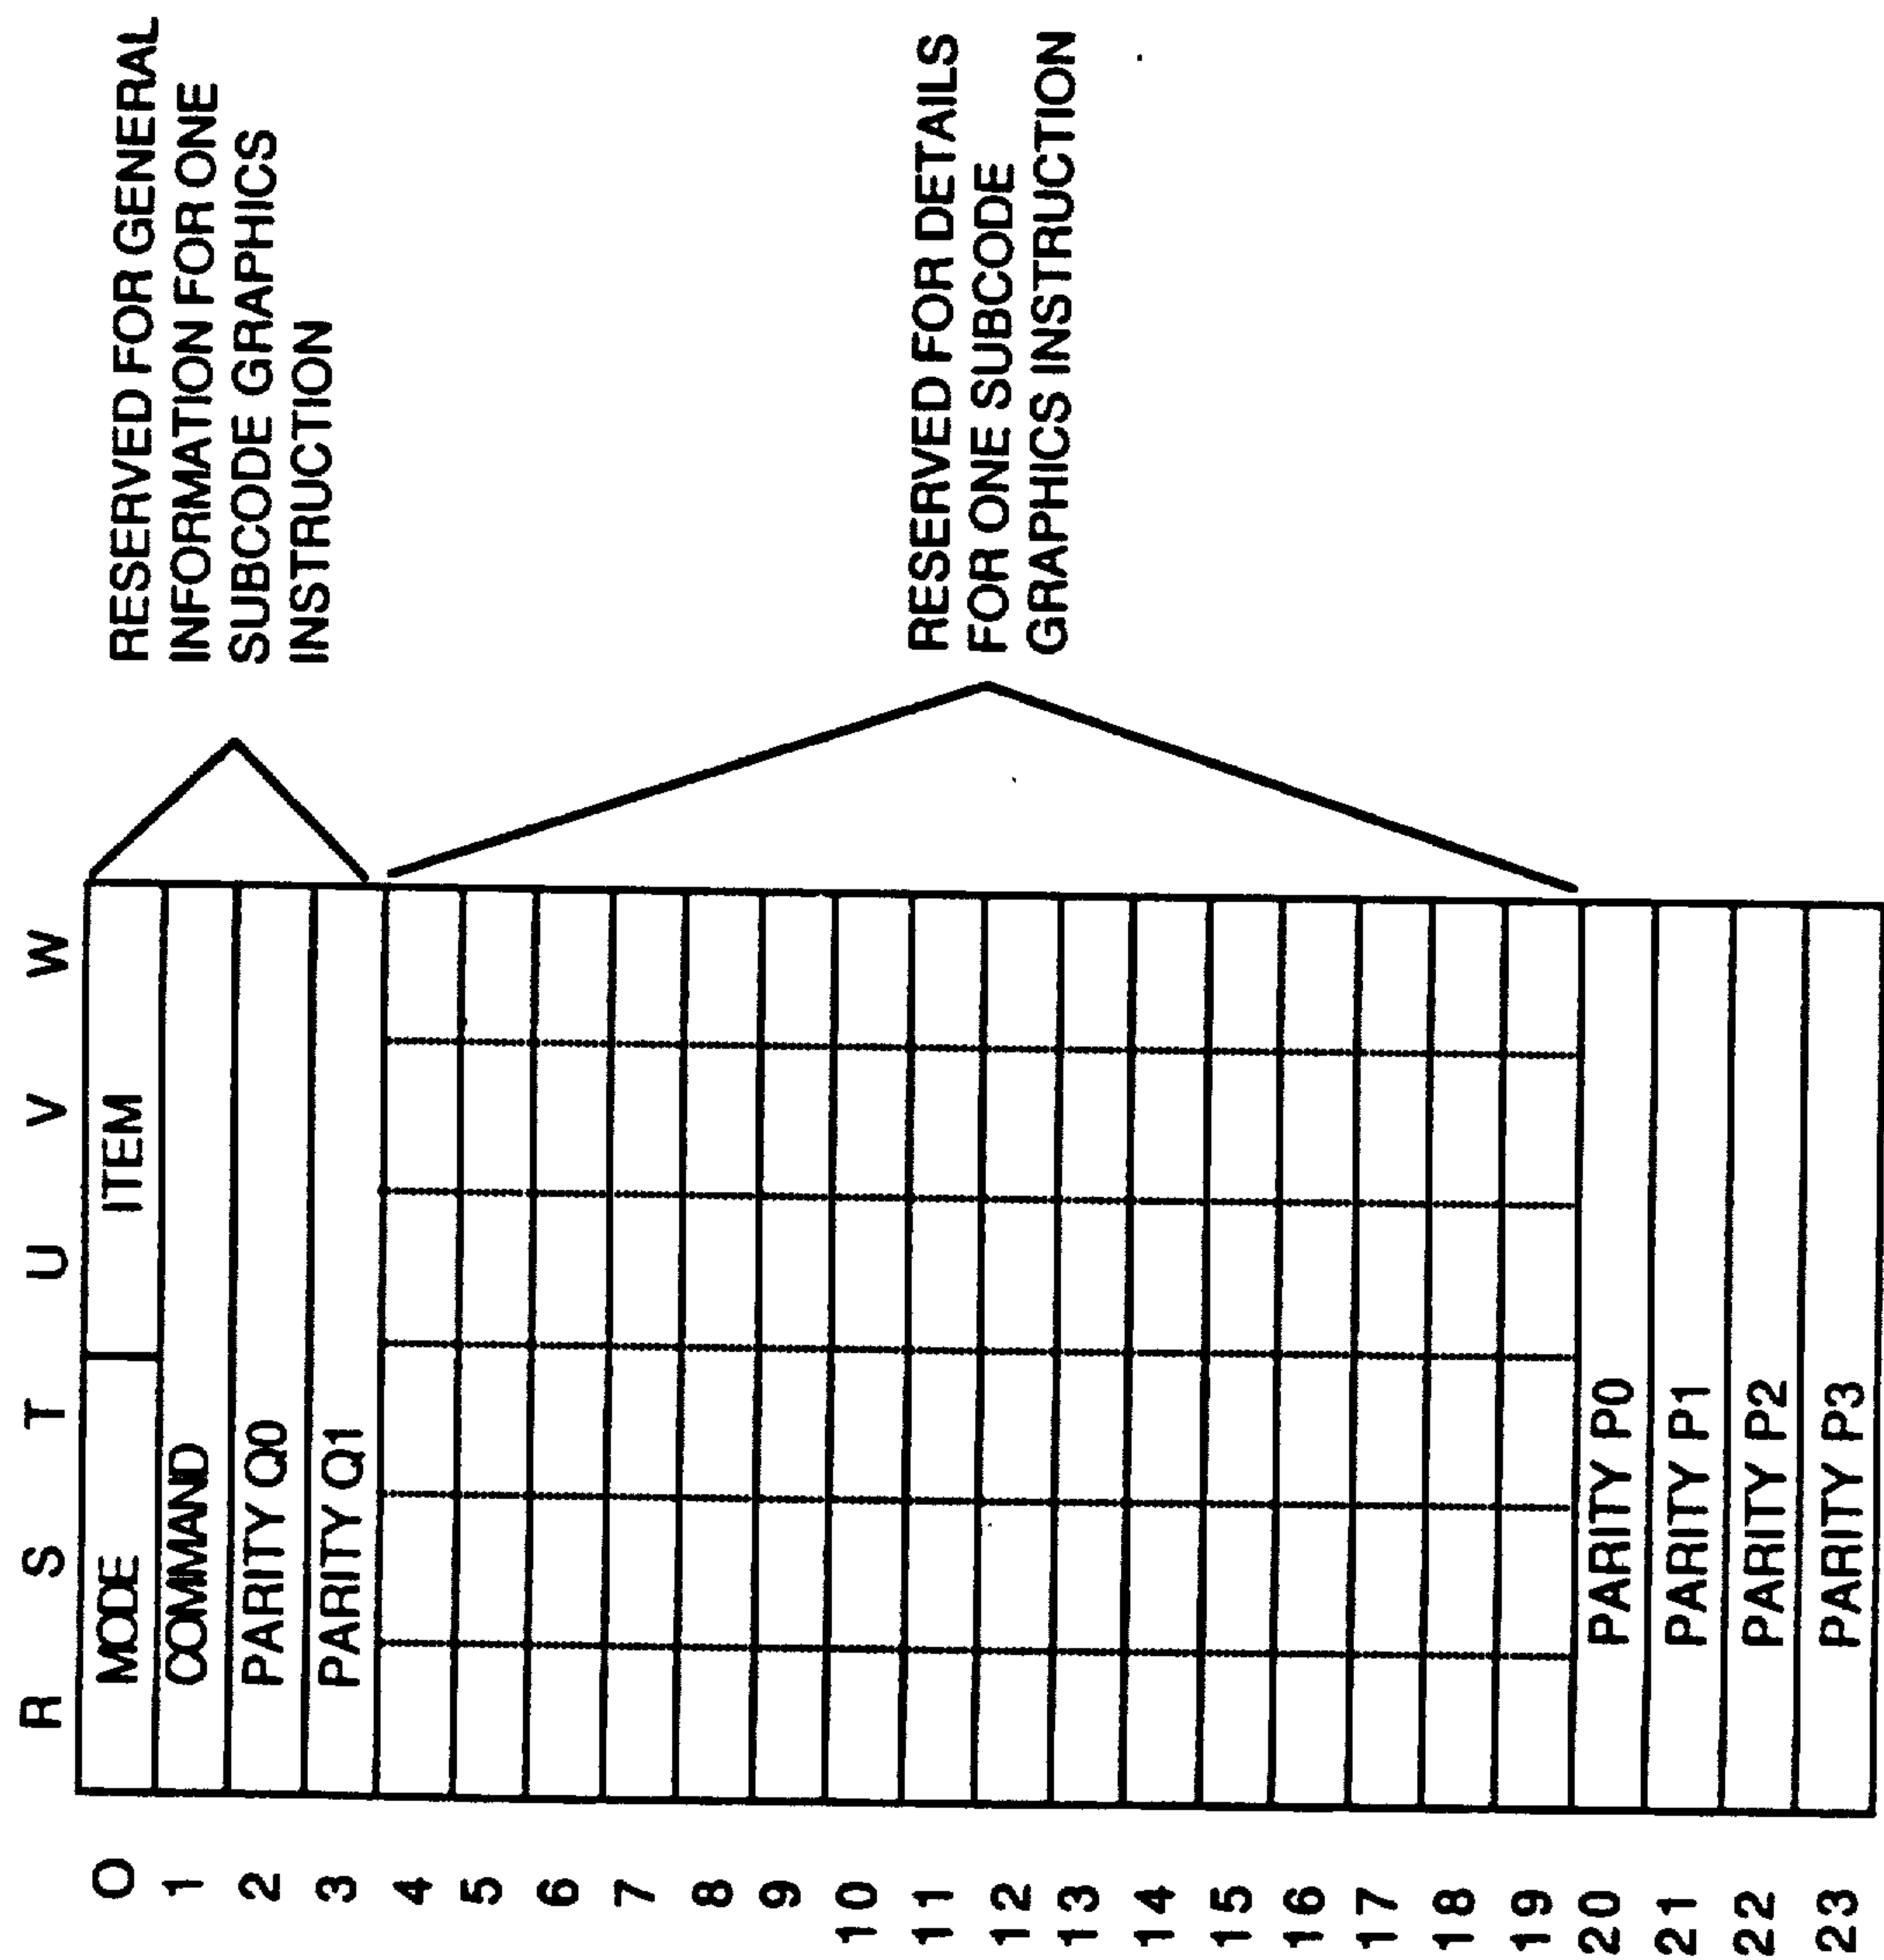 R S T U V W
0 MODE ITEM
1 COMMAND
2 PARITY Q0
3 PARITY Q1
4
5
6
7
8
9
10
11
12
13
14
15
16
17
18
19
20 PARITY P0
21 PARITY P1
22 PARITY P2
23 PARITY P3
RESERVED FOR GENERAL
INFORMATION FOR ONE
SUBCODE GRAPHICS
INSTRUCTION
RESERVED FOR DETAILS
FOR ONE SUBCODE
GRAPHICS INSTRUCTION